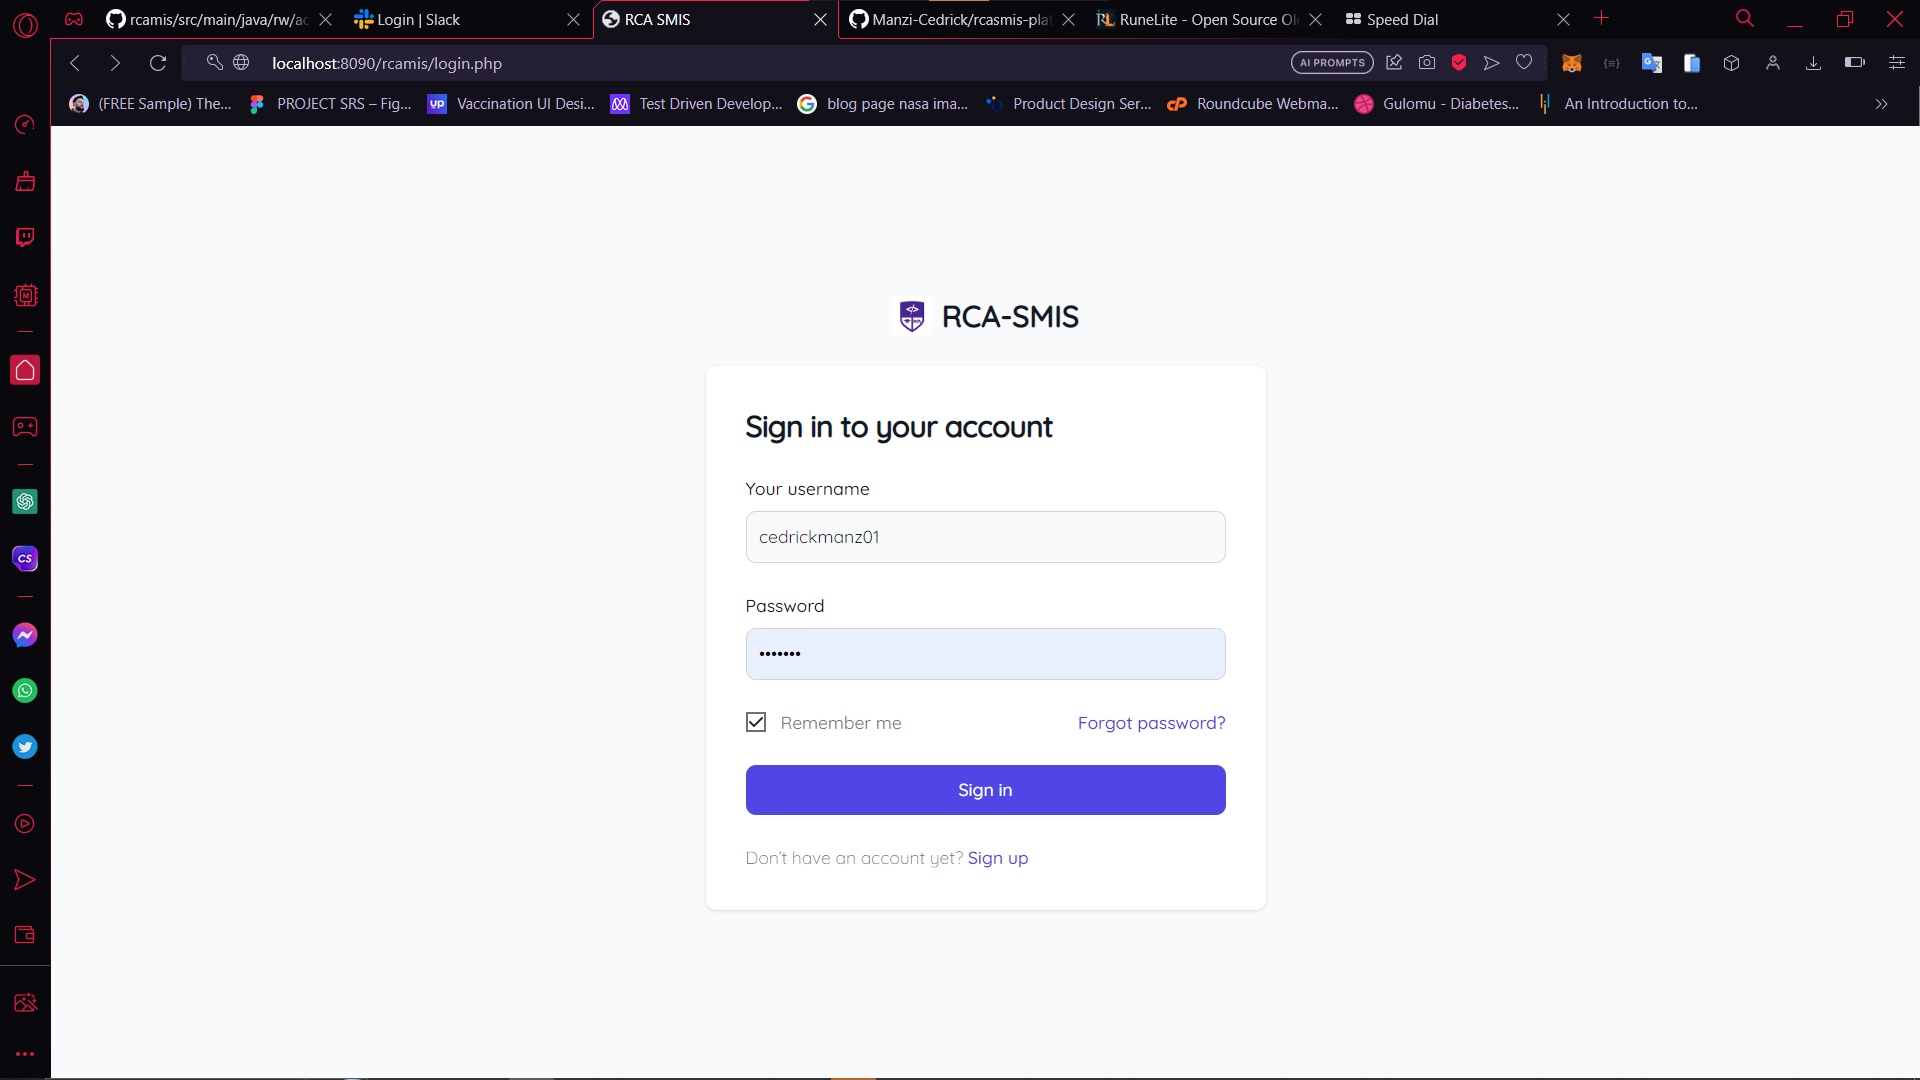 rcamis/src/main/java/rw/ac
Login | Slack
RCA SMIS
Manzi-Cedrick/rcasmis-plat
RuneLite - Open Source Ol
Speed Dial
localhost:8090/rcamis/login.php
AI PROMPTS
(FREE Sample) The...
PROJECT SRS – Fig...
up
Vaccination UI Desi...
Test Driven Develop...
blog page nasa ima...
Product Design Ser...
Roundcube Webma...
Gulomu - Diabetes...
An Introduction to...
RCA-SMIS
Sign in to your account
Your username
cedrickmanz01
Password
•••••••
Remember me
Forgot password?
Sign in
Don't have an account yet? Sign up
CS